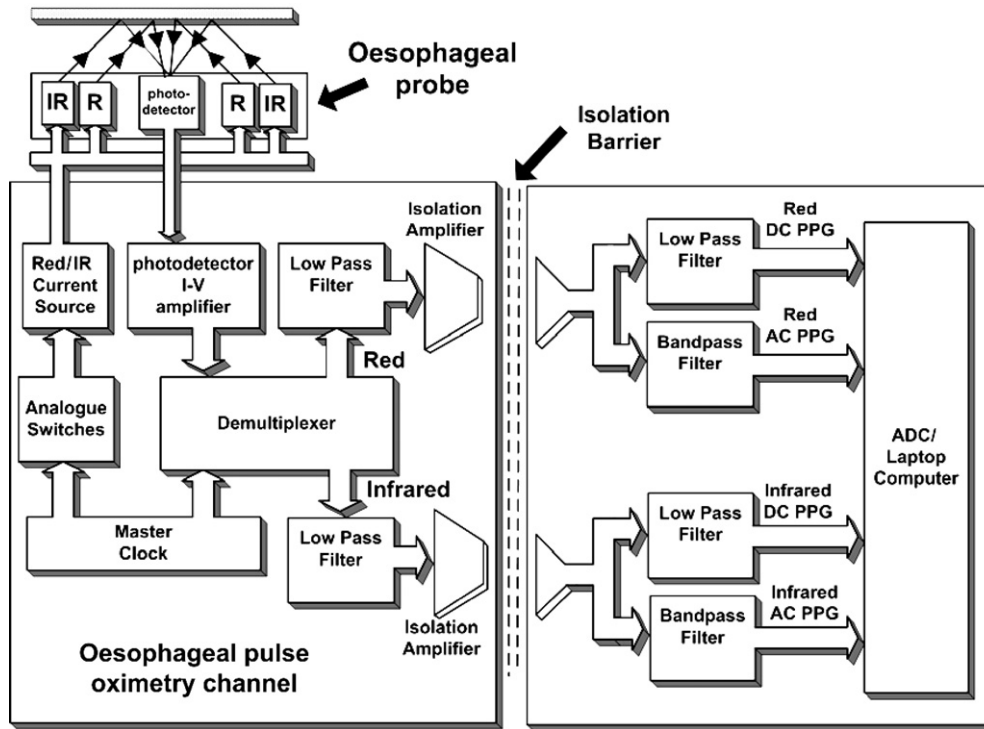 Oesophageal
probe
IR
R
photo-
detector
R
IR
Isolation
Barrier
Isolation
Amplifier
Red/IR
Current
Source
photodetector
I-V
amplifier
Low Pass
Filter
Red
Analogue
Switches
Demultiplexer
Infrared
Master
Clock
Low Pass
Filter
Isolation
Amplifier
Oesophageal pulse
oximetry channel
Low Pass
Filter
Red
DC PPG
Bandpass
Filter
Red
AC PPG
ADC/
Laptop
Computer
Low Pass
Filter
Infrared
DC PPG
Bandpass
Filter
Infrared
AC PPG